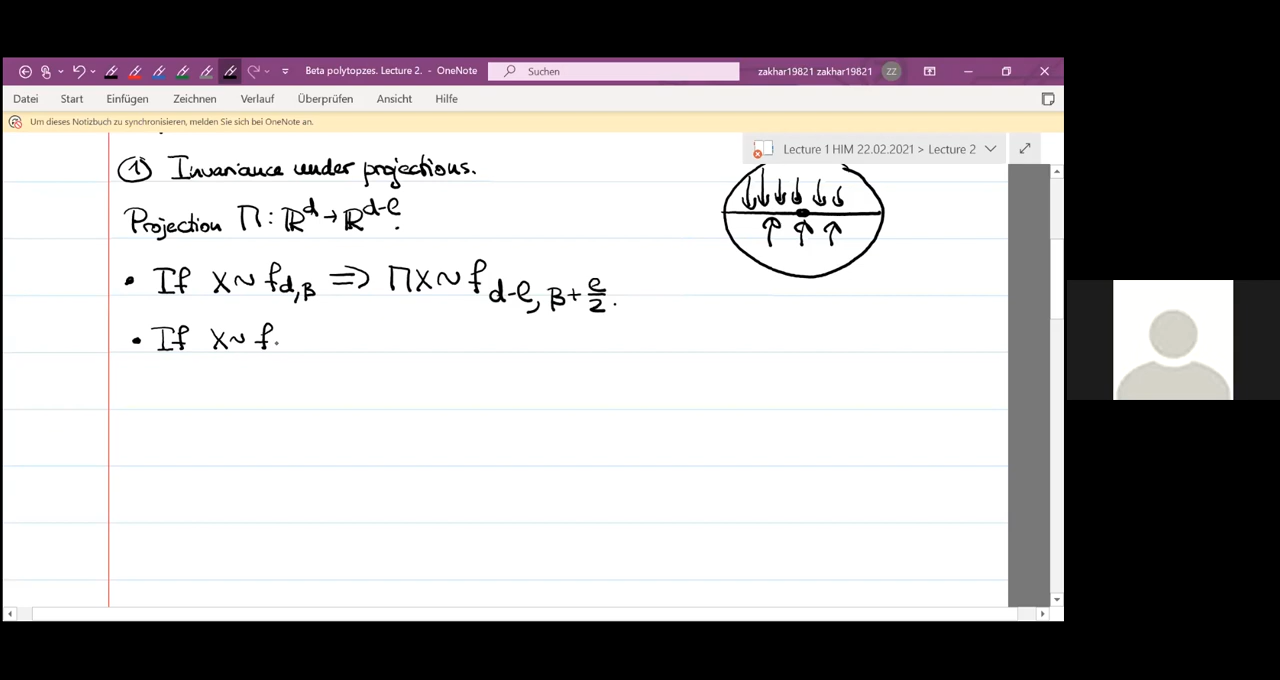 Beta polytopzes. Lecture 2. - OneNote
Suchen
zakhar19821 zakhar19821
ZZ
Datei Start Einfügen Zeichnen Verlauf Überprüfen Ansicht Hilfe
Um dieses Notizbuch zu synchronisieren, melden Sie sich bei OneNote an.
Lecture 1 HIM 22.02.2021 > Lecture 2
① Invariance under projections.
Projection Π : ℝ^d → ℝ^{d-ℓ}.
• If X ~ f_{d,β} ⟹ ΠX ~ f_{d-ℓ, β+ℓ/2}.
• If X ~ f